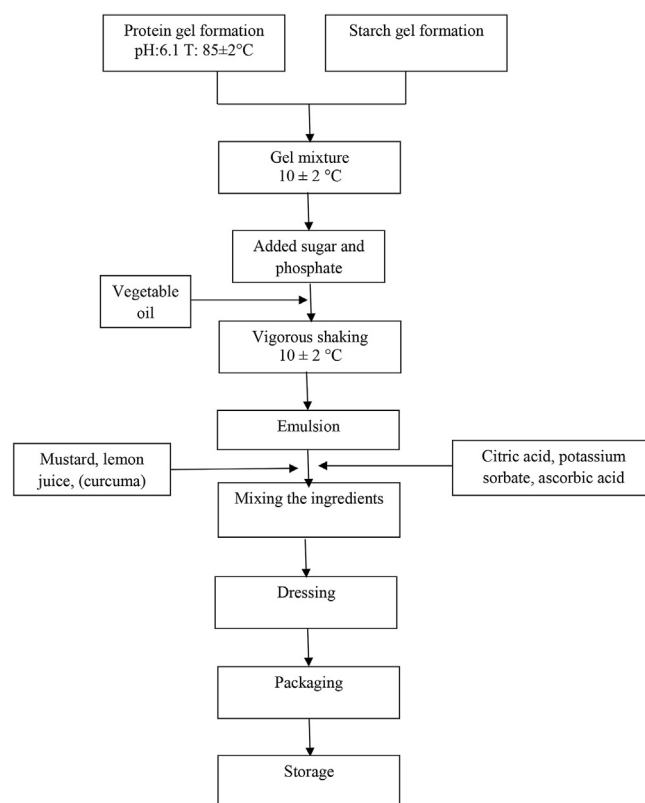 Protein gel formation
pH:6.1 T: 85±2°C
Starch gel formation
Gel mixture
10 ± 2 °C
Added sugar and
phosphate
Vegetable
oil
Vigorous shaking
10 ± 2 °C
Emulsion
Mustard, lemon
juice, (curcuma)
Citric acid, potassium
sorbate, ascorbic acid
Mixing the ingredients
Dressing
Packaging
Storage